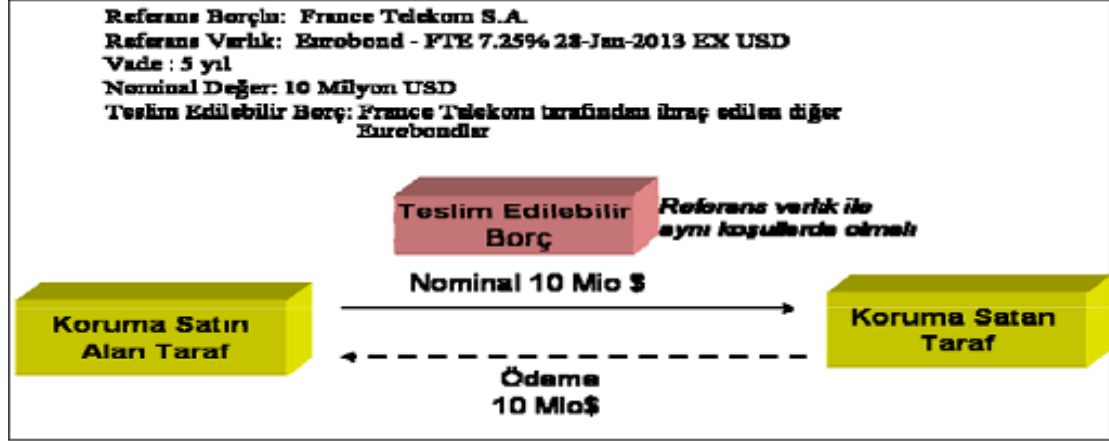 Referans Borçlu: France Telekom S.A.
Referans Varlık: Eurobond - FTE 7.25% 28-Jan-2013 EX USD
Vade : 5 yıl
Nominal Değer: 10 Milyon USD
Teslim Edilebilir Borç: France Telekom tarafından ihraç edilen diğer
Eurobondlar
Teslim Edilebilir
Borç
Referans varlık ile
aynı koşullarda olmalı
Nominal 10 Mio $
Koruma Satın
Alan Taraf
Koruma Satan
Taraf
Ödeme
10 Mio$